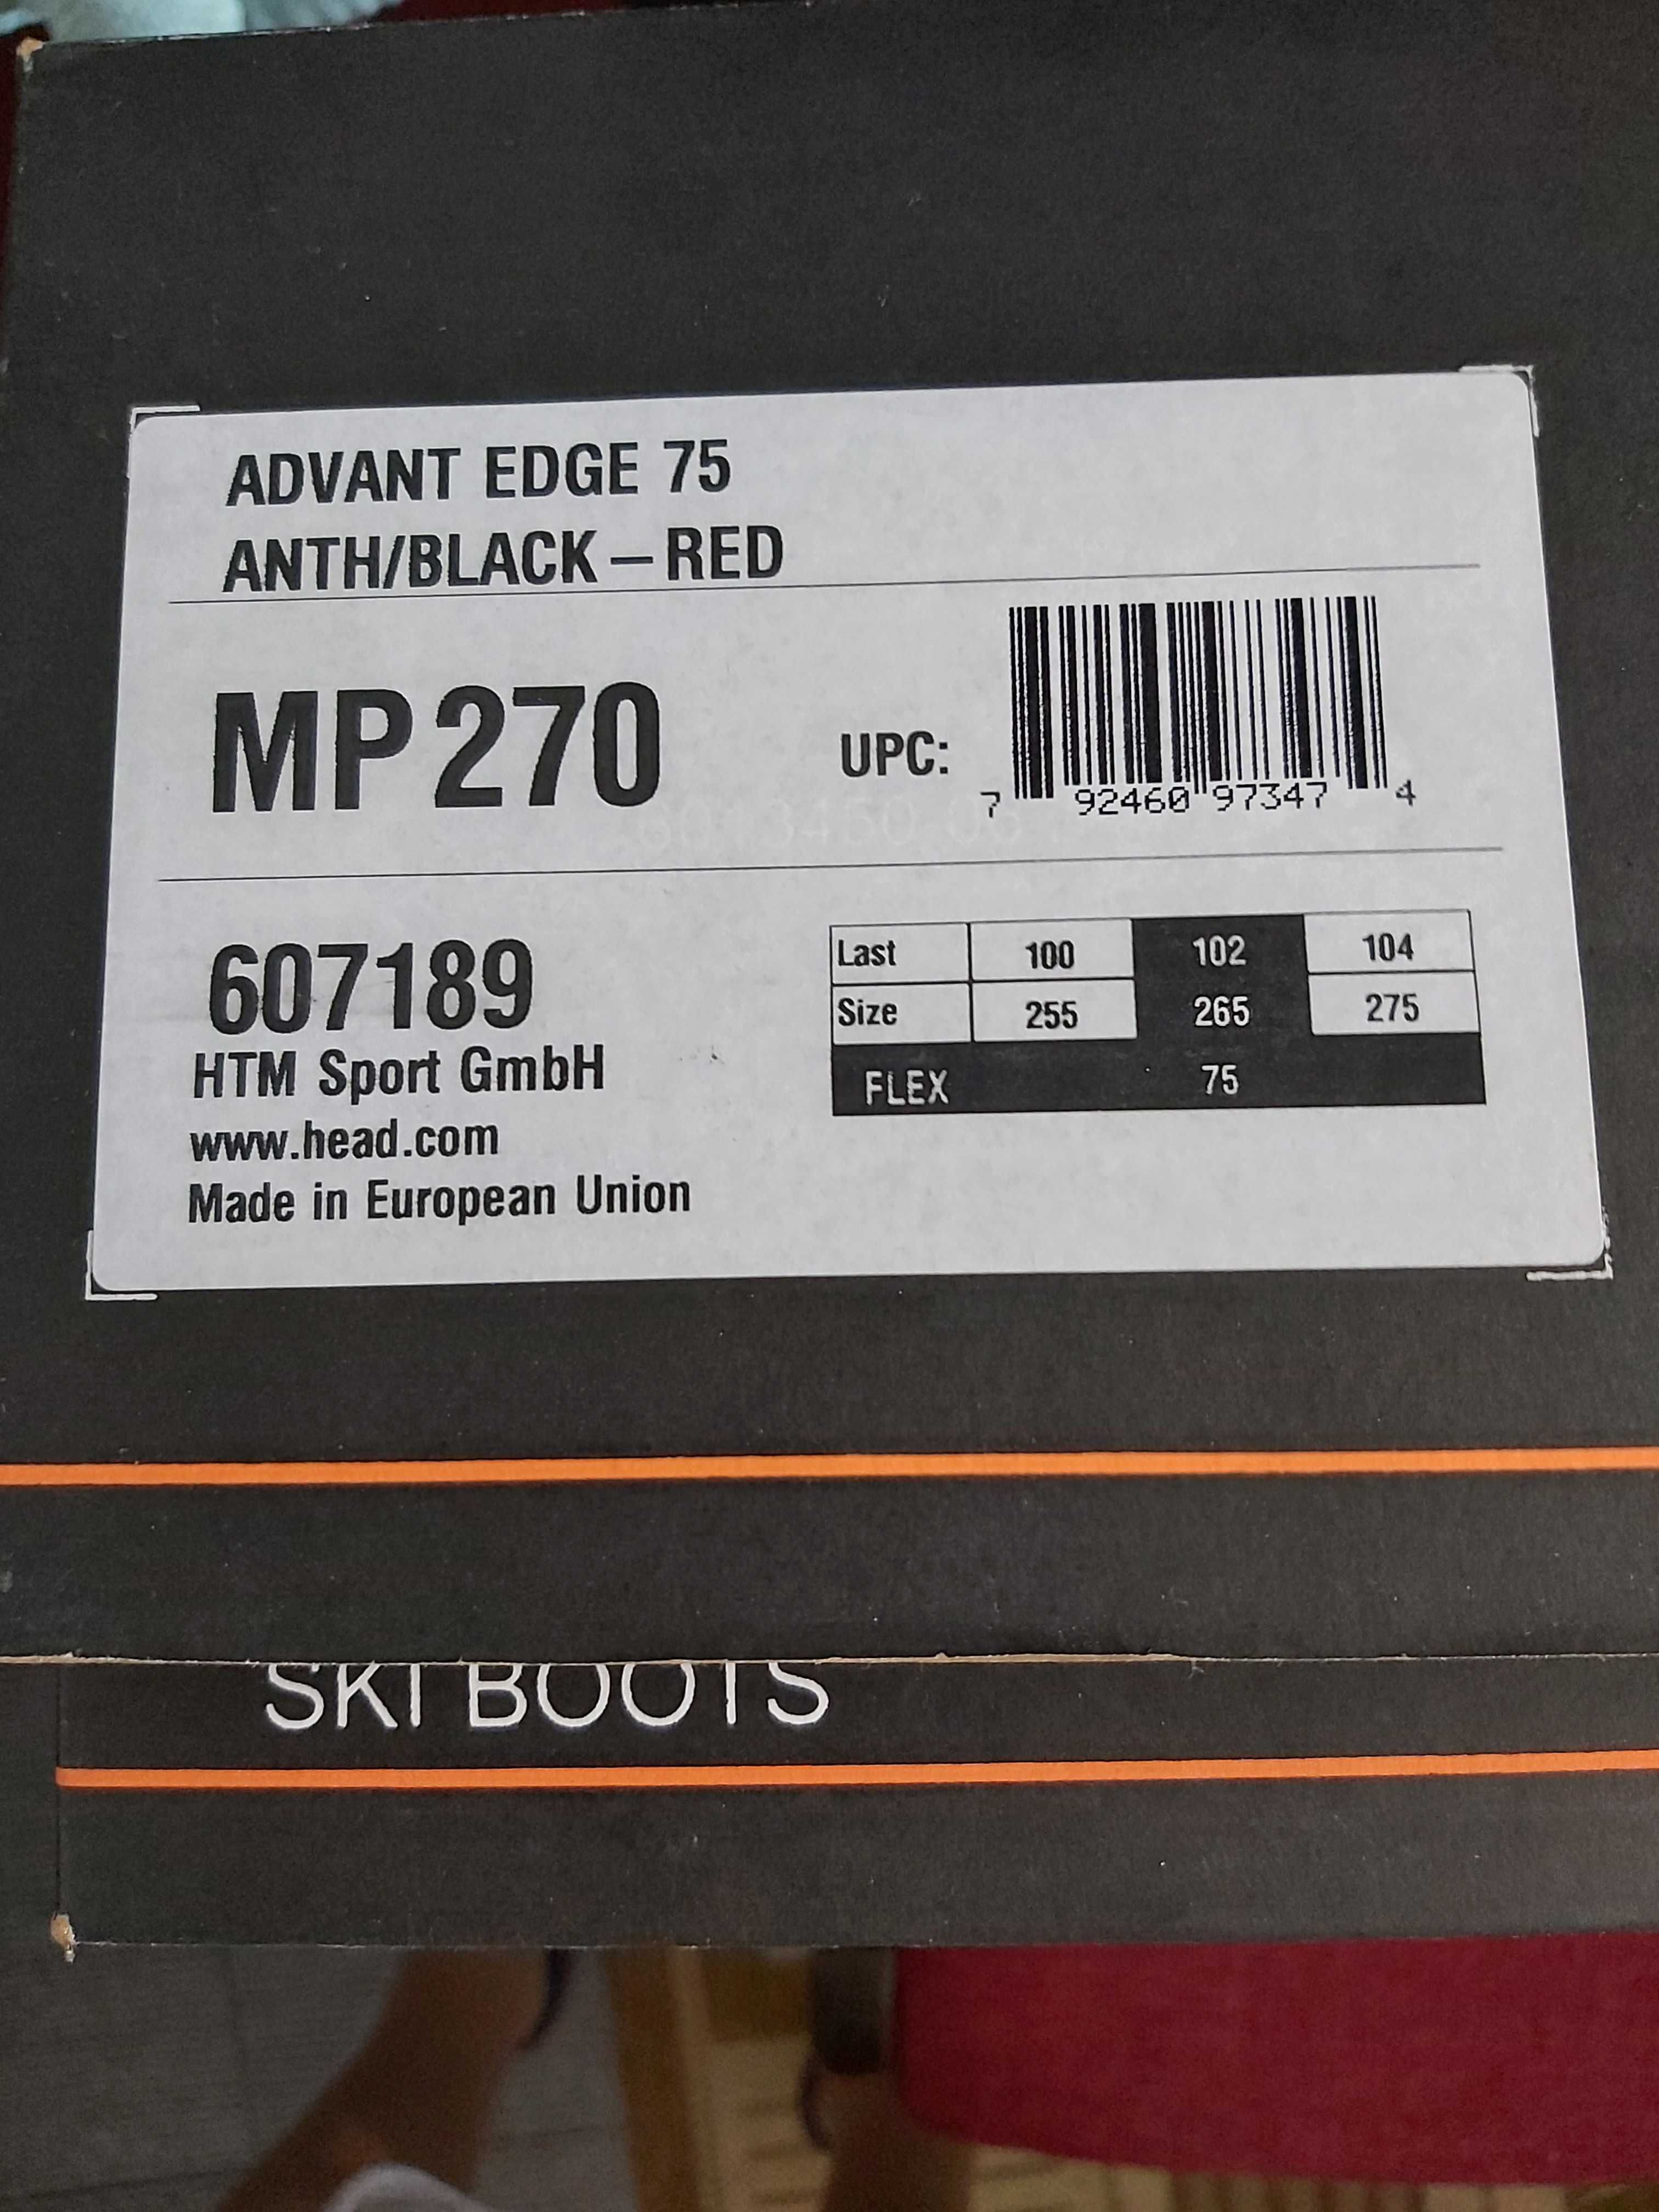 ADVANT EDGE 75
ANTH/BLACK – RED
MP 270
UPC:
7 92460 97347 4
607189
HTM Sport GmbH
www.head.com
Made in European Union
Last 100 102 104
Size 255 265 275
FLEX 75
SKI BOOTS